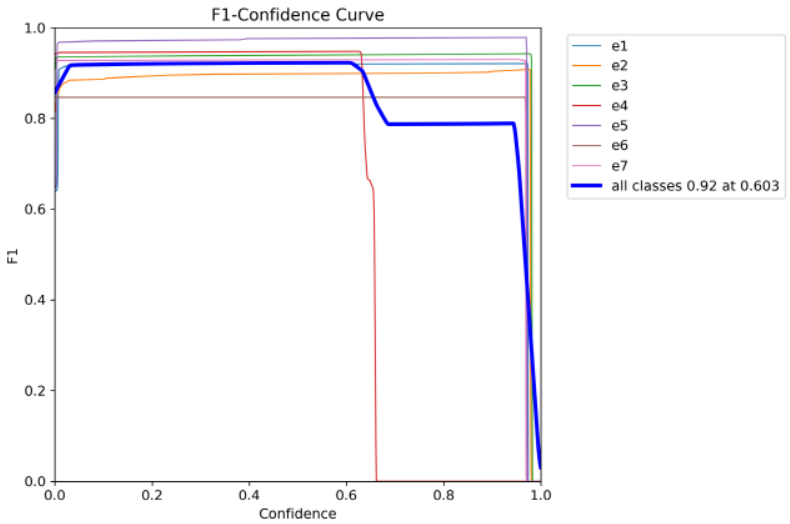 F1-Confidence Curve
1.0
0.8
0.6
0.4
0.2
0.0
F1
0.0 0.2 0.4 0.6 0.8 1.0
Confidence
e1
e2
e3
e4
e5
e6
e7
all classes 0.92 at 0.603